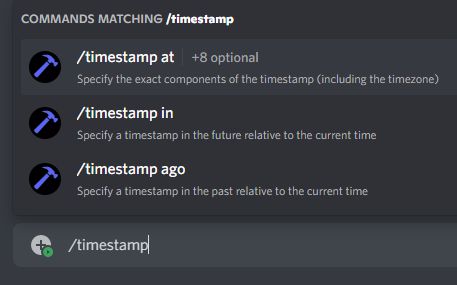 COMMANDS MATCHING /timestamp
/timestamp at +8 optional
Specify the exact components of the timestamp (including the timezone)
/timestamp in
Specify a timestamp in the future relative to the current time
/timestamp ago
Specify a timestamp in the past relative to the current time
/timestamp